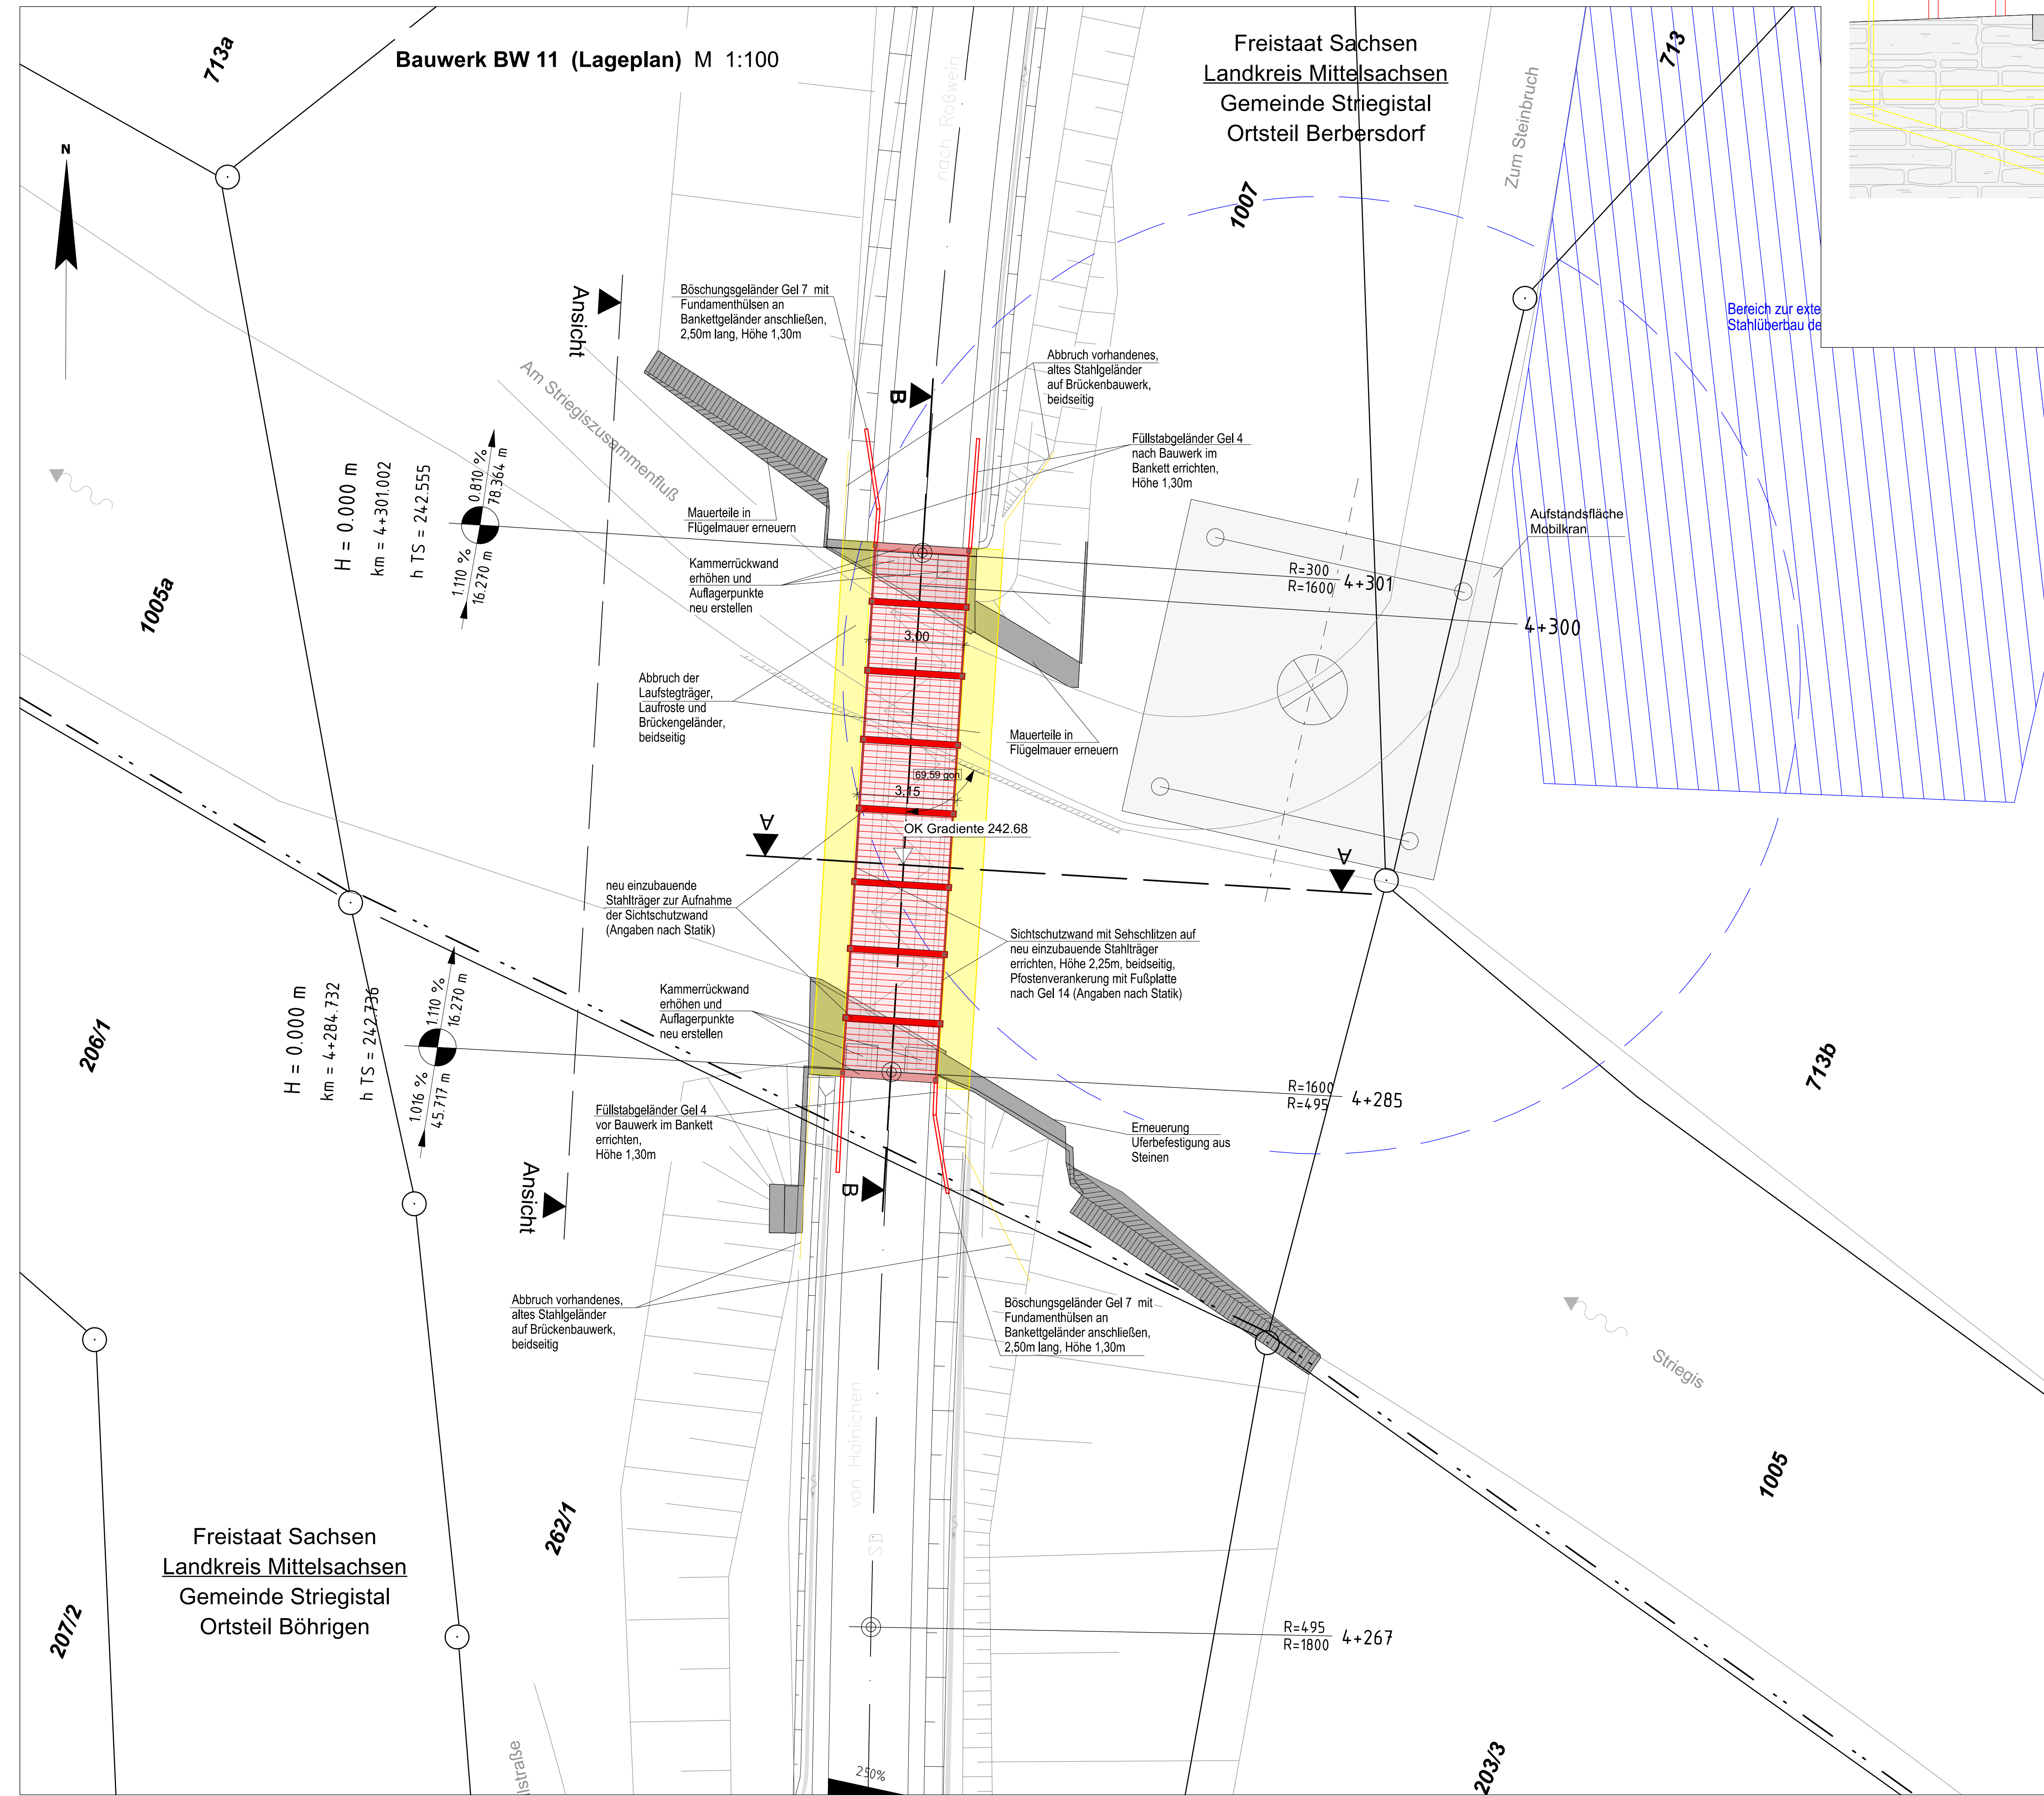 Bauwerk BW 11 (Lageplan) M 1:100
Freistaat Sachsen
Landkreis Mittelsachsen
Gemeinde Striegistal
Ortsteil Berbersdorf
713a
713
1007
N
nach Roßwein
Zum Steinbruch
Bereich zur exte
Stahlüberbau de
Ansicht
Böschungsgeländer Gel 7 mit
Fundamenthülsen an
Bankettgeländer anschließen,
2,50m lang, Höhe 1,30m
Abbruch vorhandenes,
altes Stahlgeländer
auf Brückenbauwerk,
beidseitig
B
Am Striegiszusammenfluß
Füllstabgeländer Gel 4
nach Bauwerk im
Bankett errichten,
Höhe 1,30m
H = 0.000 m
km = 4+301.002
h TS = 242.555
0.810 %
78.364 m
1.110 %
16.270 m
Mauerteile in
Flügelmauer erneuern
Aufstandsfläche
Mobilkran
Kammerrückwand
erhöhen und
Auflagerpunkte
neu erstellen
R=300
R=1600
4+301
4+300
1005a
3,00
Abbruch der
Laufstegträger,
Laufroste und
Brückengeländer,
beidseitig
Mauerteile in
Flügelmauer erneuern
69,59 gon
3,15
OK Gradiente 242.68
A
A
neu einzubauende
Stahlträger zur Aufnahme
der Sichtschutzwand
(Angaben nach Statik)
Sichtschutzwand mit Sehschlitzen auf
neu einzubauende Stahlträger
errichten, Höhe 2,25m, beidseitig,
Pfostenverankerung mit Fußplatte
nach Gel 14 (Angaben nach Statik)
Kammerrückwand
erhöhen und
Auflagerpunkte
neu erstellen
206/1
H = 0.000 m
km = 4+284.732
h TS = 242.736
1.110 %
16.270 m
1.016 %
45.717 m
713b
R=1600
R=495
4+285
Füllstabgeländer Gel 4
vor Bauwerk im Bankett
errichten,
Höhe 1,30m
Erneuerung
Uferbefestigung aus
Steinen
Ansicht
B
Abbruch vorhandenes,
altes Stahlgeländer
auf Brückenbauwerk,
beidseitig
Böschungsgeländer Gel 7 mit
Fundamenthülsen an
Bankettgeländer anschließen,
2,50m lang, Höhe 1,30m
Striegis
von Hainichen
1005
262/1
Freistaat Sachsen
Landkreis Mittelsachsen
Gemeinde Striegistal
Ortsteil Böhrigen
207/2
R=495
R=1800
4+267
lstraße
2.50%
203/3